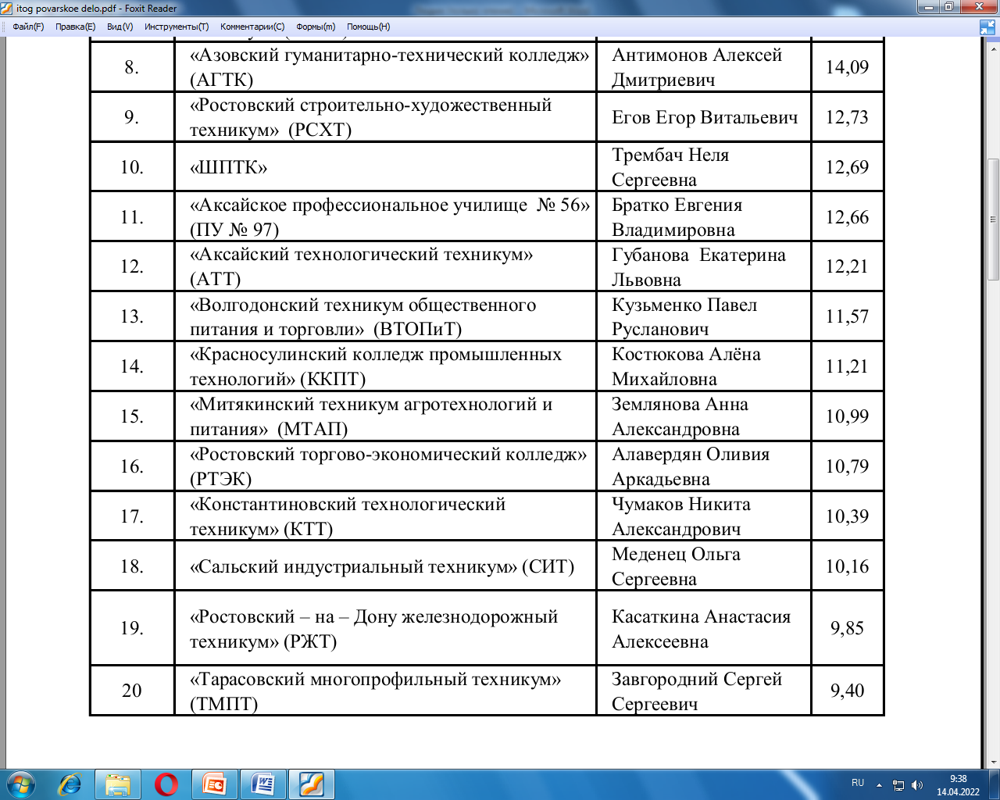 itog povarskoe delo.pdf - Foxit Reader
Файл(F) Правка(E) Вид(V) Инструменты(T) Комментарии(C) Формы(m) Помощь(H)
8.
«Азовский гуманитарно-технический колледж»
(АГТК)
Антимонов Алексей
Дмитриевич
14,09
9.
«Ростовский строительно-художественный
техникум»  (РСХТ)
Егов Егор Витальевич
12,73
10.
«ШПТК»
Трембач Неля
Сергеевна
12,69
11.
«Аксайское профессиональное училище  № 56»
(ПУ № 97)
Братко Евгения
Владимировна
12,66
12.
«Аксайский технологический техникум»
(АТТ)
Губанова  Екатерина
Львовна
12,21
13.
«Волгодонский техникум общественного
питания и торговли»  (ВТОПиТ)
Кузьменко Павел
Русланович
11,57
14.
«Красносулинский колледж промышленных
технологий» (ККПТ)
Костюкова Алёна
Михайловна
11,21
15.
«Митякинский техникум агротехнологий и
питания»  (МТАП)
Землянова Анна
Александровна
10,99
16.
«Ростовский торгово-экономический колледж»
(РТЭК)
Алавердян Оливия
Аркадьевна
10,79
17.
«Константиновский технологический
техникум» (КТТ)
Чумаков Никита
Александрович
10,39
18.
«Сальский индустриальный техникум» (СИТ)
Меденец Ольга
Сергеевна
10,16
19.
«Ростовский – на – Дону железнодорожный
техникум» (РЖТ)
Касаткина Анастасия
Алексеевна
9,85
20
«Тарасовский многопрофильный техникум»
(ТМПТ)
Завгородний Сергей
Сергеевич
9,40
RU
9:38
14.04.2022